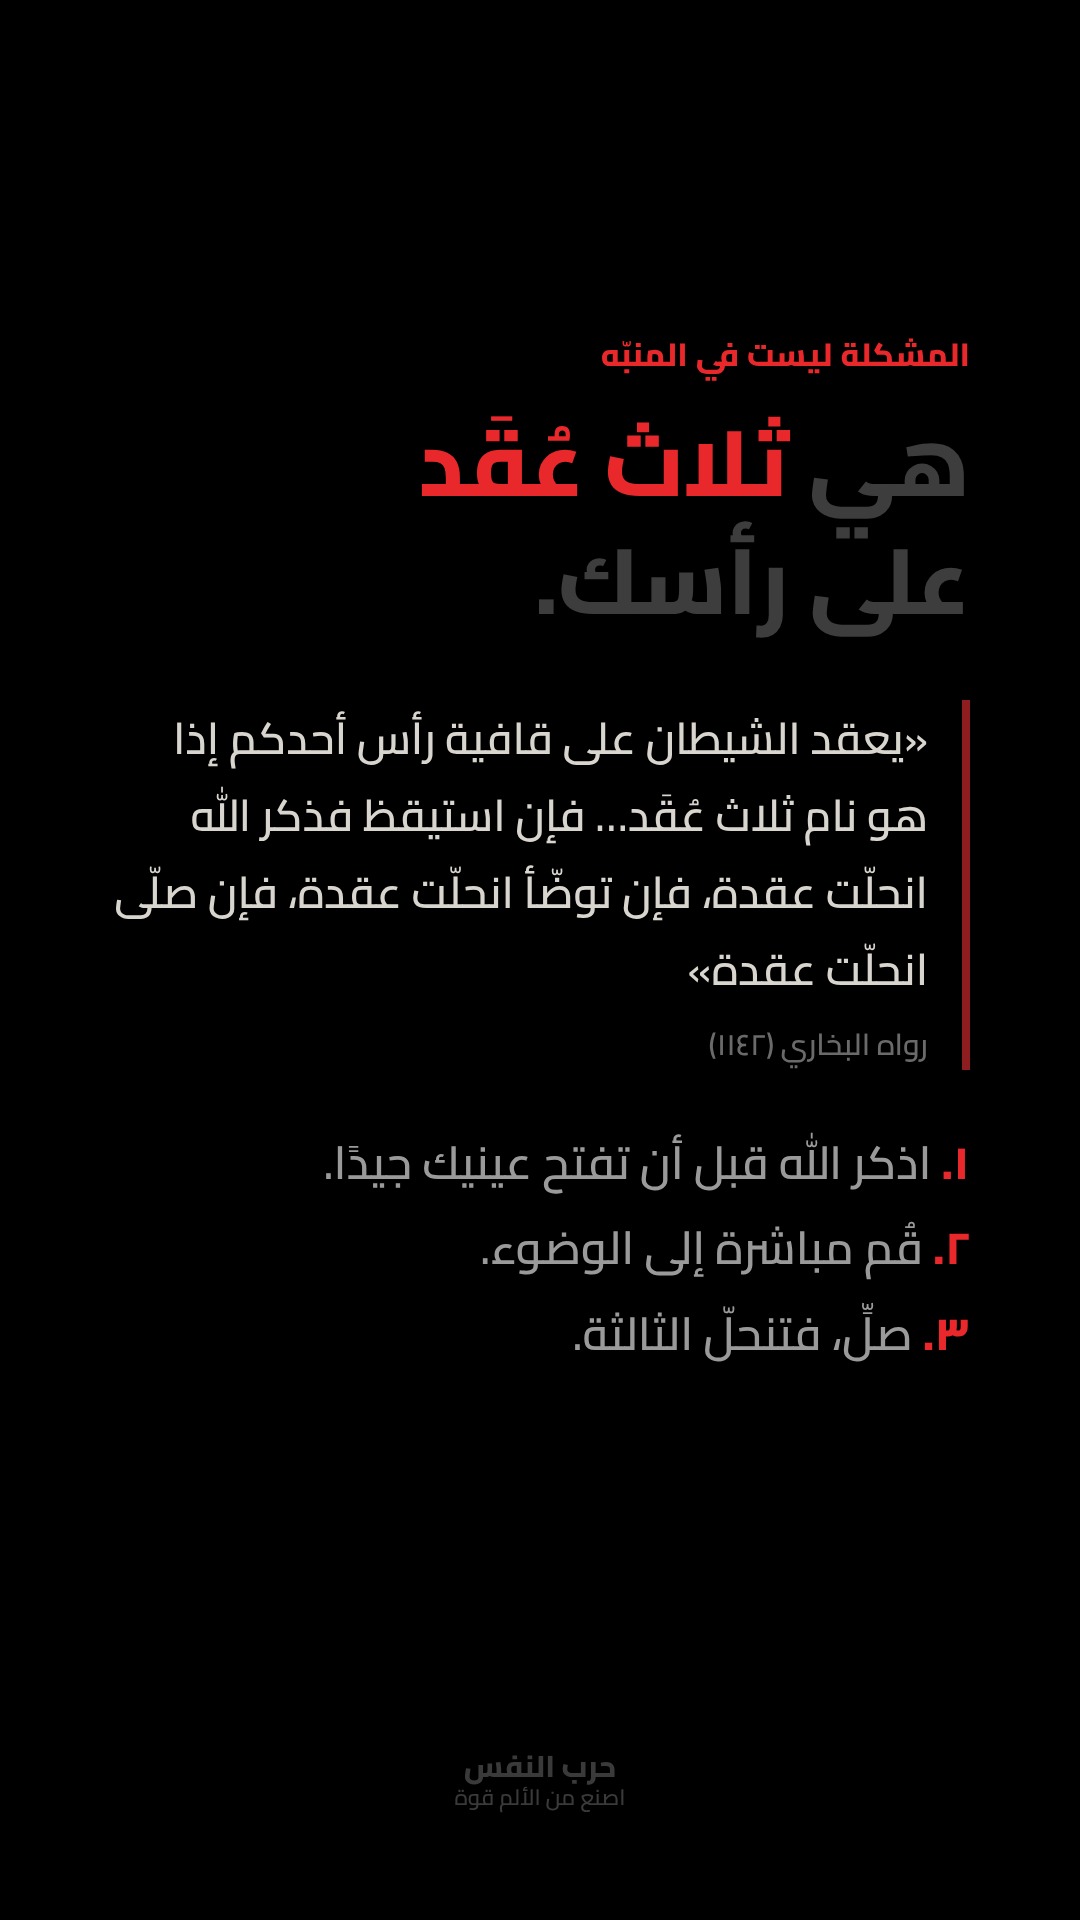 المشكلة ليست في المنبّه
هي ثلاث عُقَد
على رأسك.
«يعقد الشيطان على قافية رأس أحدكم إذا
هو نام ثلاث عُقَد... فإن استيقظ فذكر الله
انحلّت عقدة، فإن توضّأ انحلّت عقدة، فإن صلّى
انحلّت عقدة»
رواه البخاري (١١٤٢)
١. اذكر الله قبل أن تفتح عينيك جيدًا.
٢. قُم مباشرة إلى الوضوء.
٣. صلِّ، فتنحلّ الثالثة.
حرب النفس
اصنع من الألم قوة